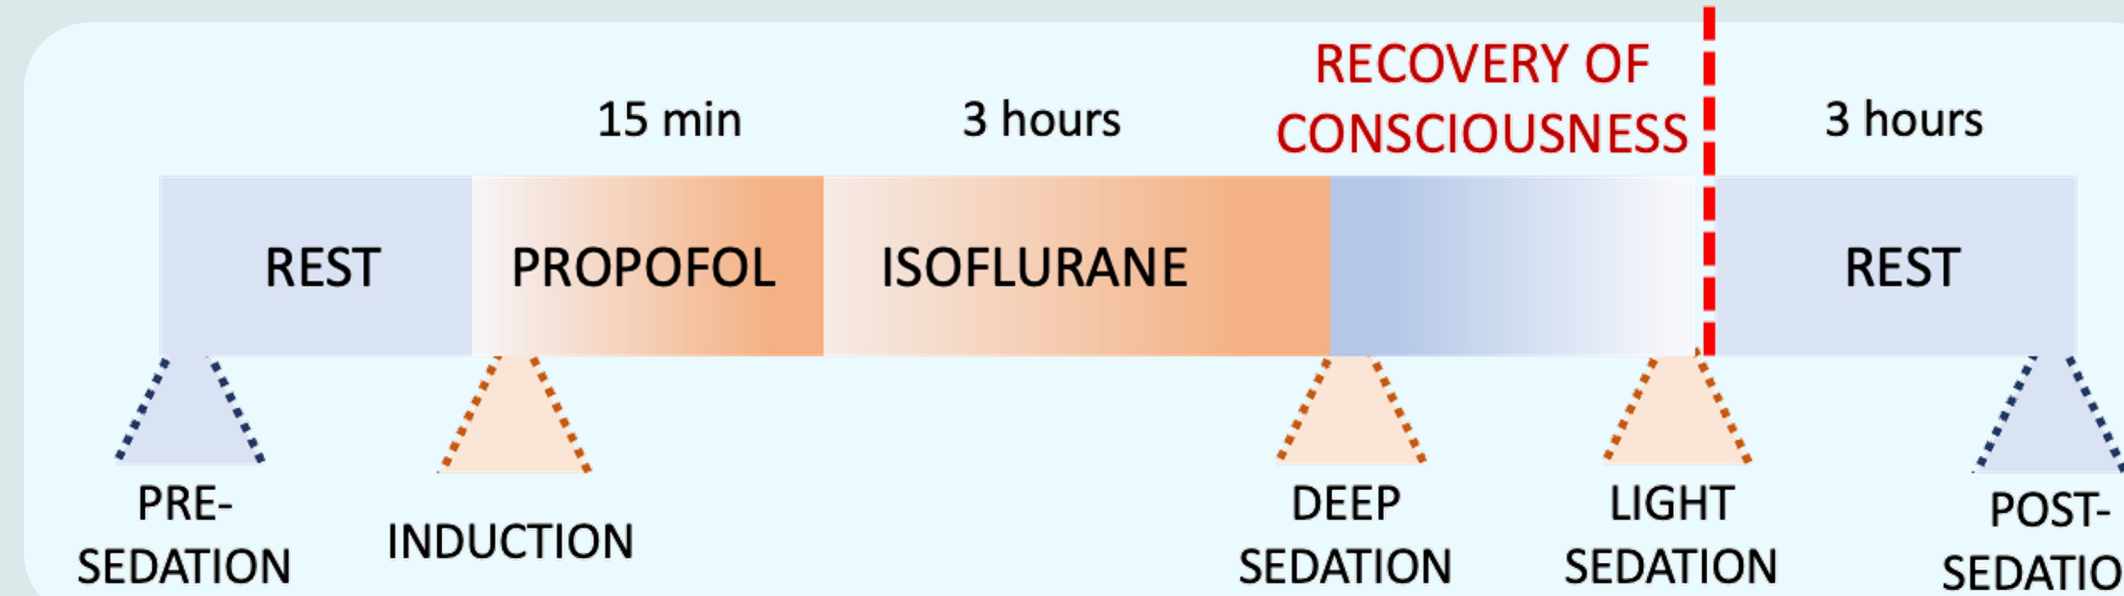 RECOVERY OF
CONSCIOUSNESS
15 min
3 hours
3 hours
REST
PROPOFOL
ISOFLURANE
REST
PRE-
SEDATION
INDUCTION
DEEP
SEDATION
LIGHT
SEDATION
POST-
SEDATIO